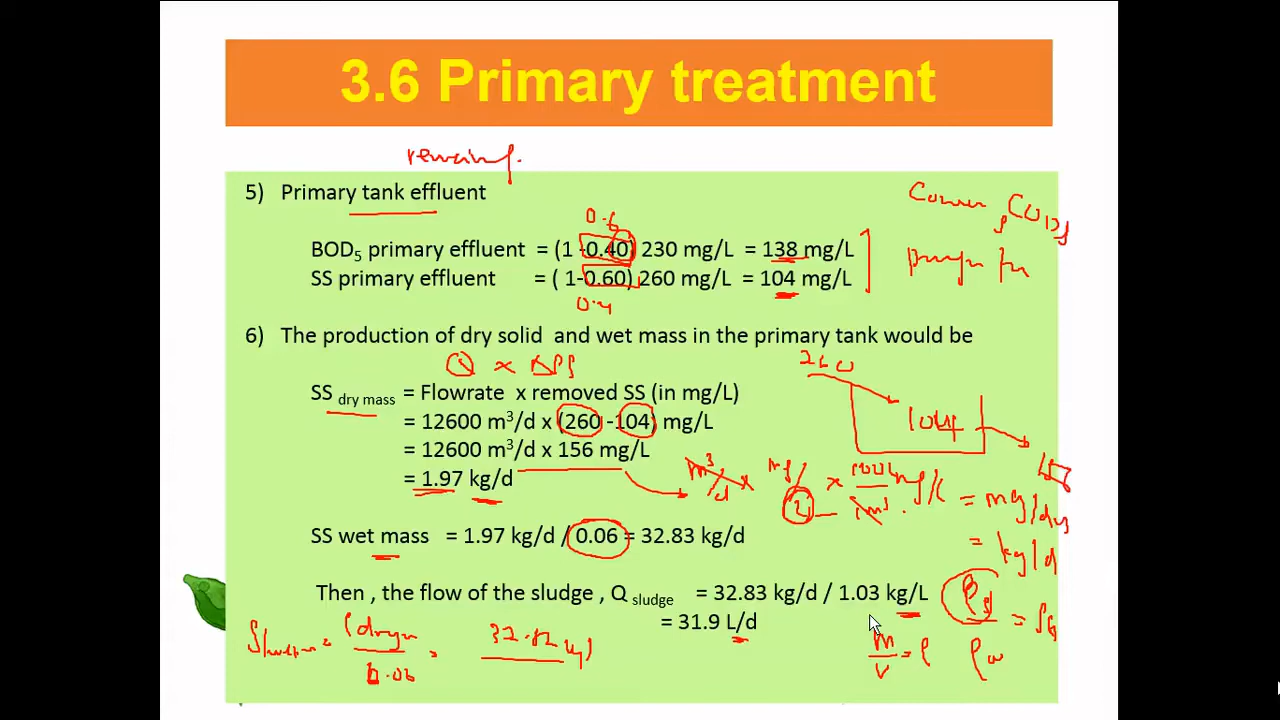 3.6 Primary treatment
5) Primary tank effluent
0.6
BOD5 primary effluent = (1 -0.40) 230 mg/L = 138 mg/L
SS primary effluent = ( 1-0.60) 260 mg/L = 104 mg/L
0.4
6) The production of dry solid and wet mass in the primary tank would be
260
Q x ΔSS
SS dry mass = Flowrate x removed SS (in mg/L)
= 12600 m3/d x (260 -104) mg/L
104
= 12600 m3/d x 156 mg/L
= 1.97 kg/d
= mg/day
= kg/d
SS wet mass = 1.97 kg/d / 0.06 = 32.83 kg/d
Then , the flow of the sludge , Q sludge = 32.83 kg/d / 1.03 kg/L
= 31.9 L/d
m/v = ρ